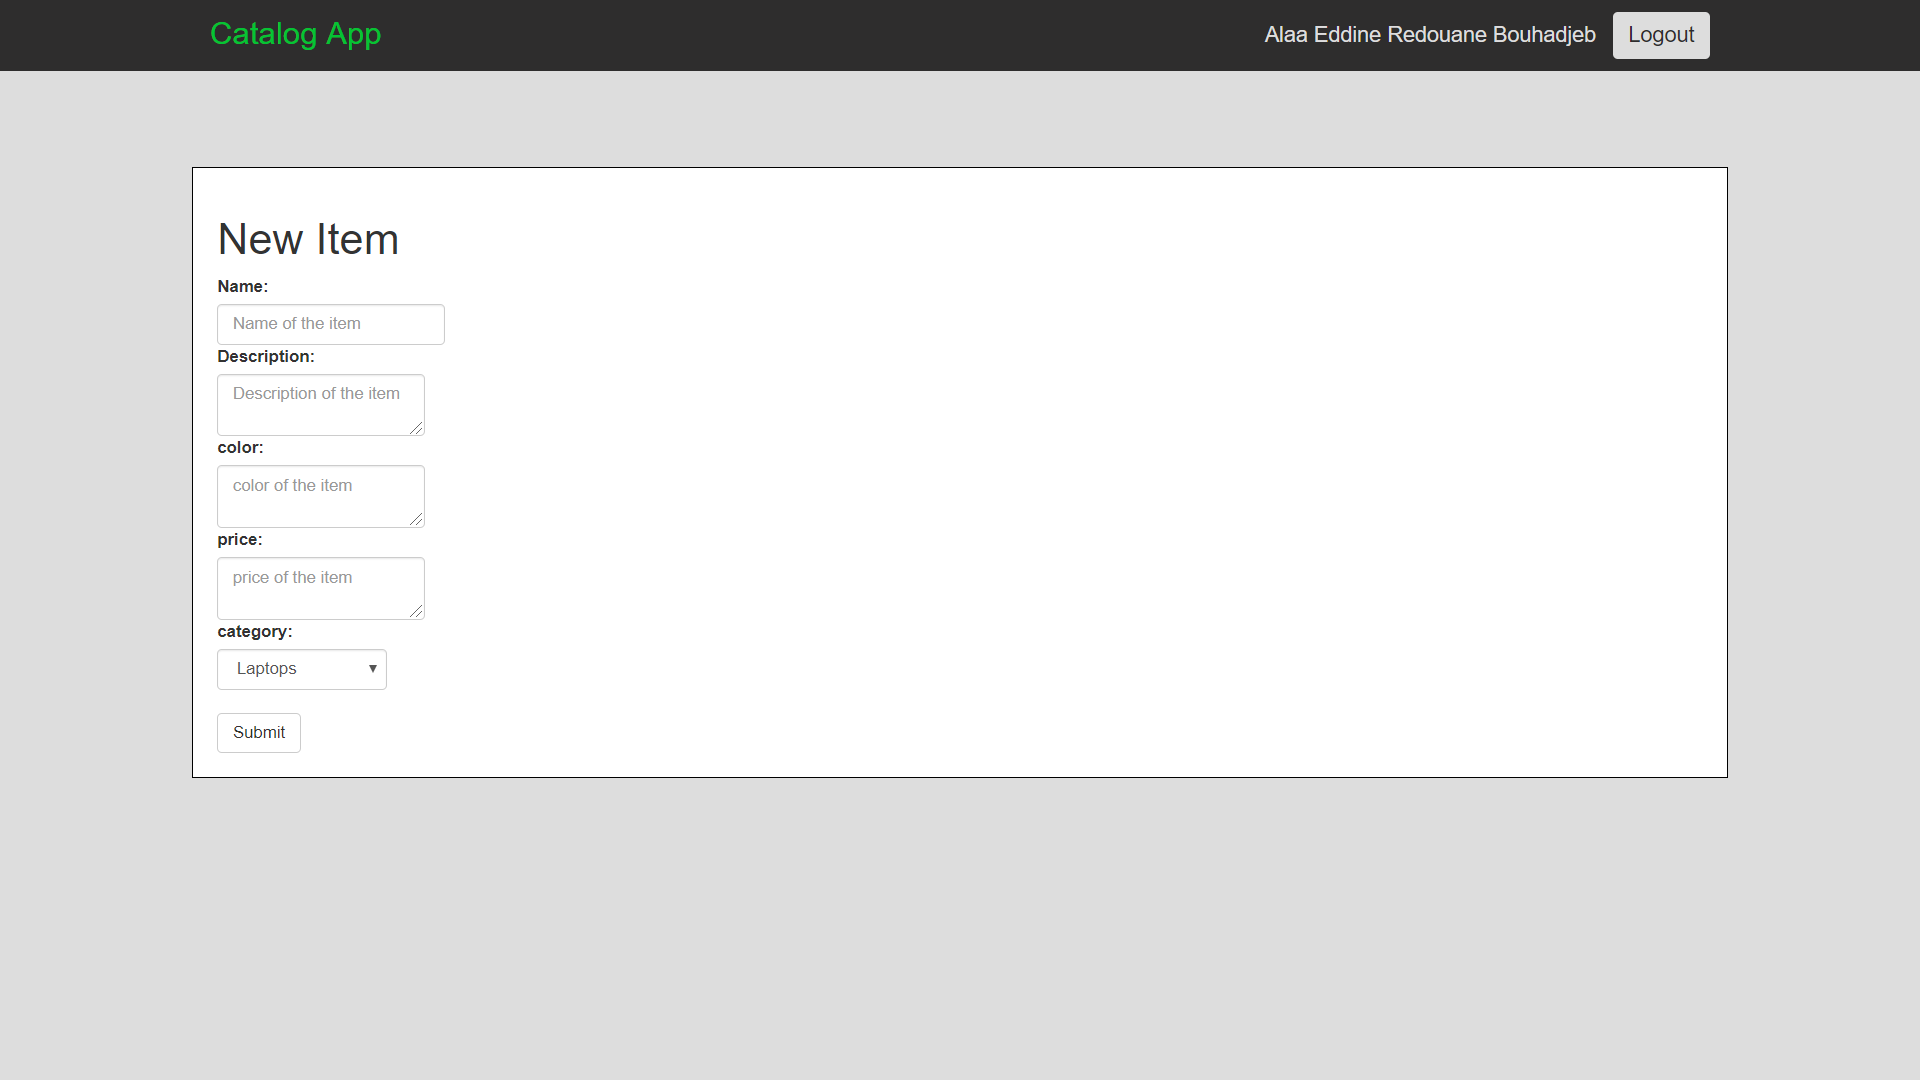 Catalog App
Alaa Eddine Redouane Bouhadjeb Logout
New Item
Name:
Name of the item
Description:
Description of the item
color:
color of the item
price:
price of the item
category:
Laptops
Submit